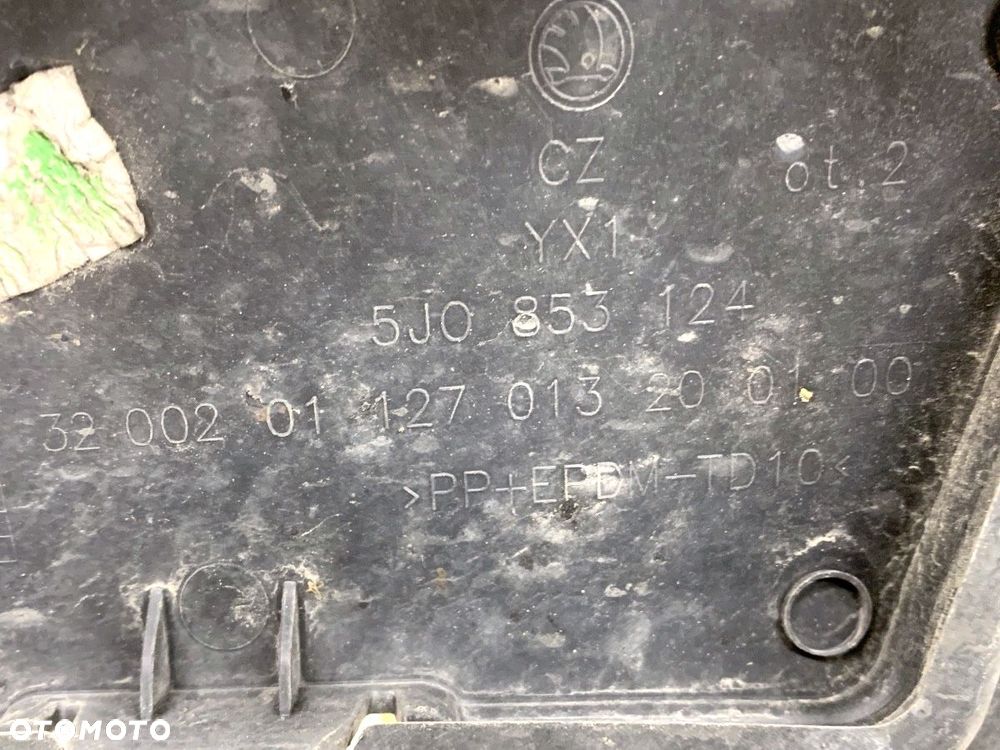 CZ
ot. 2
YX1
5J0 853 124
32 002 01 127 013 20 01 00
>PP+EPDM-TD10<
OTOMOTO